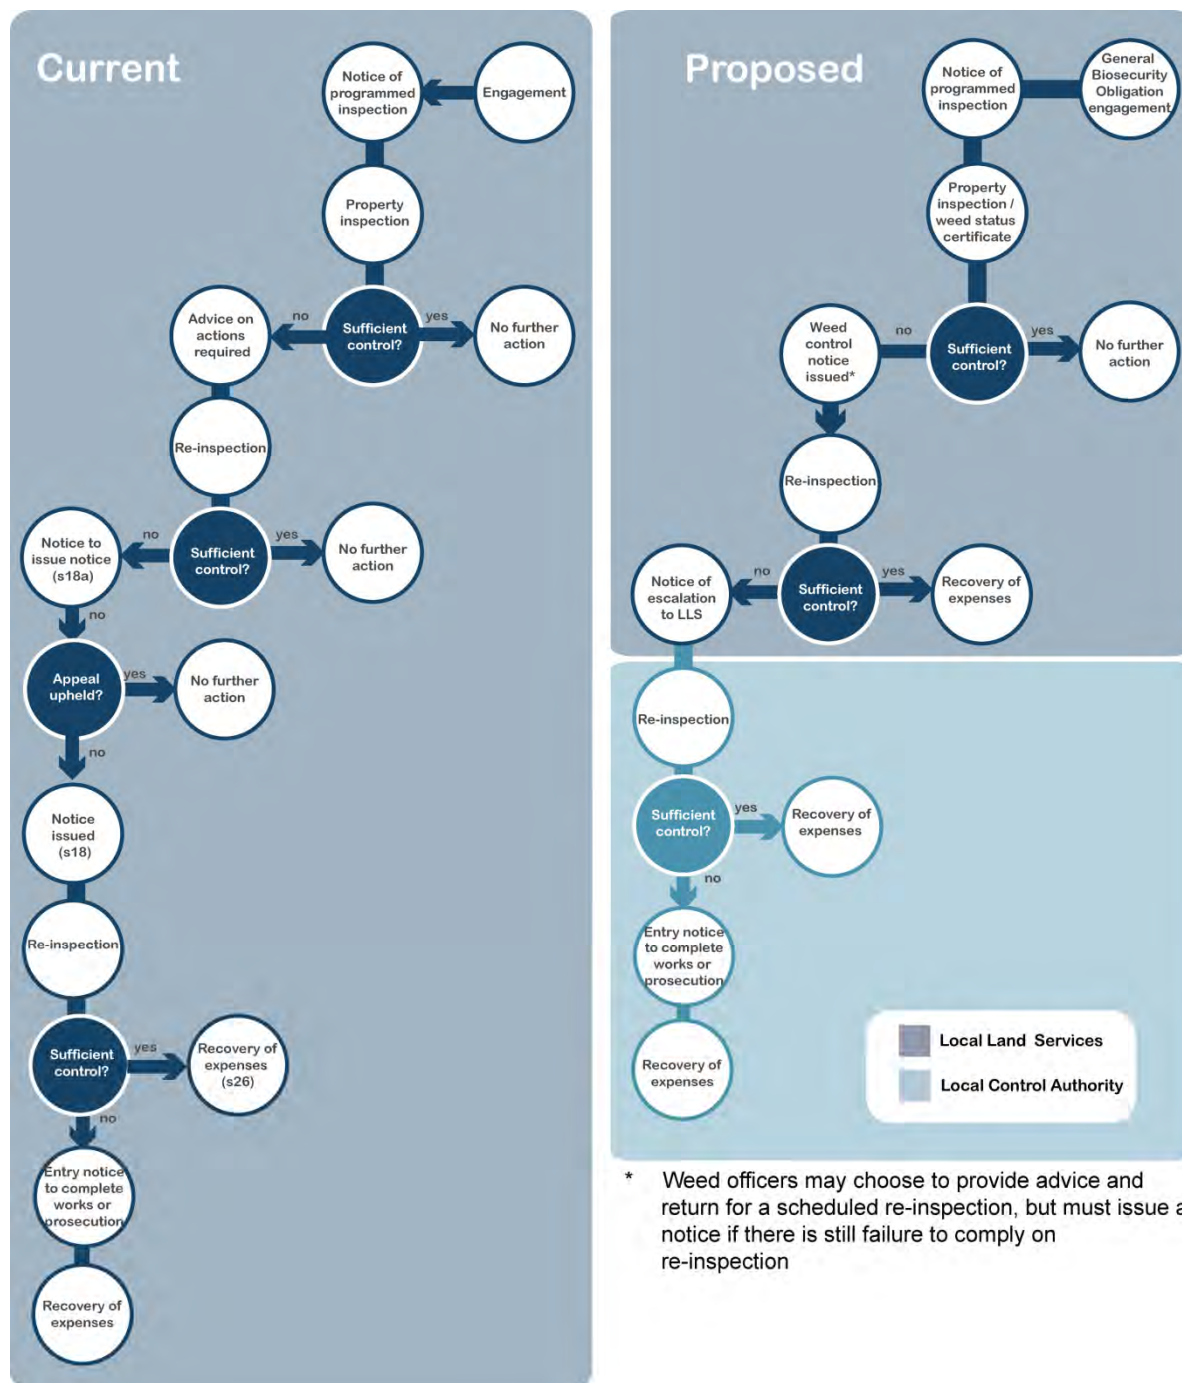 Current
Notice of
programmed
inspection
Engagement
Property
inspection
Sufficient
control?
no
yes
Advice on
actions
required
No further
action
Re-inspection
Sufficient
control?
no
yes
Notice to
issue notice
(s18a)
No further
action
no
Appeal
upheld?
yes
No further
action
no
Notice
issued
(s18)
Re-inspection
Sufficient
control?
yes
Recovery of
expenses
(s26)
no
Entry notice
to complete
works or
prosecution
Recovery of
expenses
Proposed
Notice of
programmed
inspection
General
Biosecurity
Obligation
engagement
Property
inspection /
weed status
certificate
Sufficient
control?
no
yes
Weed
control
notice
issued*
No further
action
Re-inspection
Sufficient
control?
no
yes
Notice of
escalation
to LLS
Recovery of
expenses
Re-inspection
Sufficient
control?
yes
Recovery of
expenses
no
Entry notice
to complete
works or
prosecution
Recovery of
expenses
Local Land Services
Local Control Authority
* Weed officers may choose to provide advice and
return for a scheduled re-inspection, but must issue a
notice if there is still failure to comply on
re-inspection